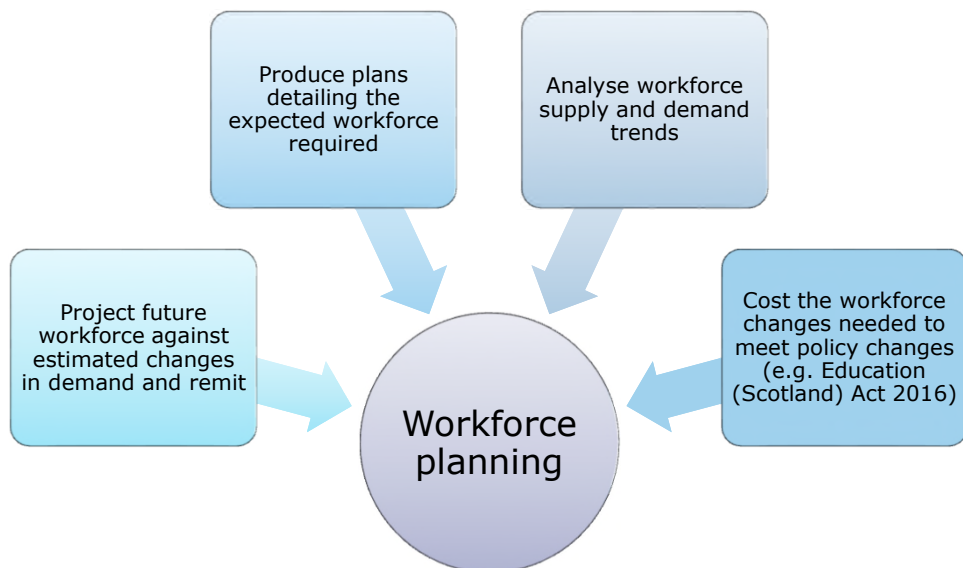 Produce plans
detailing the
expected workforce
required
Analyse workforce
supply and demand
trends
Project future
workforce against
estimated changes
in demand and remit
Cost the workforce
changes needed to
meet policy changes
(e.g. Education
(Scotland) Act 2016)
Workforce
planning